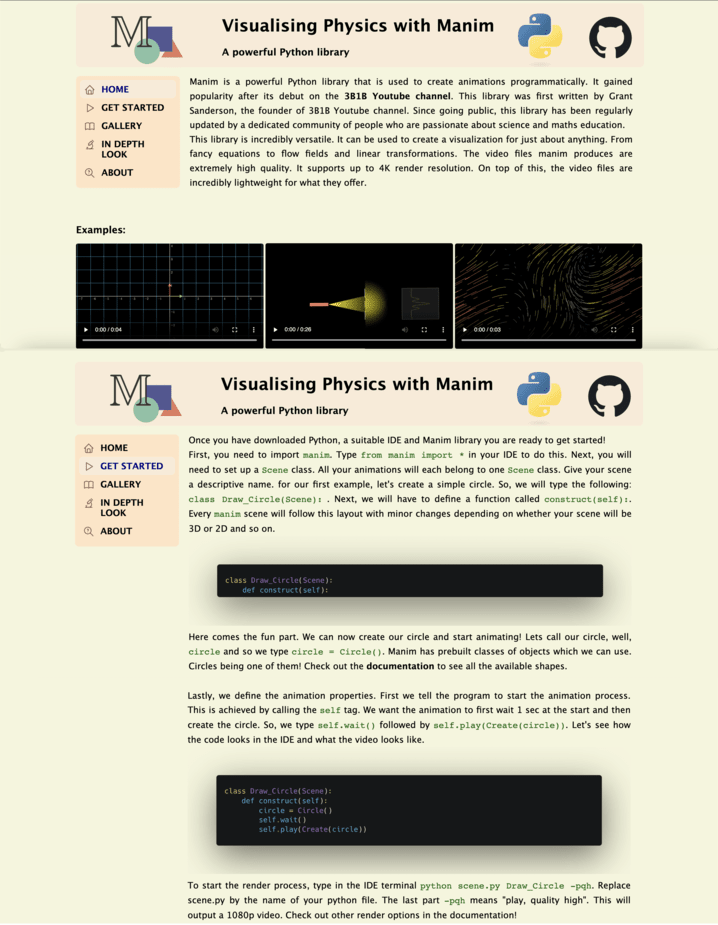 Visualising Physics with Manim
A powerful Python library
HOME
GET STARTED
GALLERY
IN DEPTH
LOOK
ABOUT
Manim is a powerful Python library that is used to create animations programmatically. It gained
popularity after its debut on the 3B1B Youtube channel. This library was first written by Grant
Sanderson, the founder of 3B1B Youtube channel. Since going public, this library has been regularly
updated by a dedicated community of people who are passionate about science and maths education.
This library is incredibly versatile. It can be used to create a visualization for just about anything. From
fancy equations to flow fields and linear transformations. The video files manim produces are
extremely high quality. It supports up to 4K render resolution. On top of this, the video files are
incredibly lightweight for what they offer.
Examples:
0:00 / 0:04
0:00 / 0:26
0:00 / 0:03
Visualising Physics with Manim
A powerful Python library
HOME
GET STARTED
GALLERY
IN DEPTH
LOOK
ABOUT
Once you have downloaded Python, a suitable IDE and Manim library you are ready to get started!
First, you need to import manim. Type from manim import * in your IDE to do this. Next, you will
need to set up a Scene class. All your animations will each belong to one Scene class. Give your scene
a descriptive name. for our first example, let's create a simple circle. So, we will type the following:
class Draw_Circle(Scene): . Next, we will have to define a function called construct(self):.
Every manim scene will follow this layout with minor changes depending on whether your scene will be
3D or 2D and so on.
class Draw_Circle(Scene):
def construct(self):
Here comes the fun part. We can now create our circle and start animating! Lets call our circle, well,
circle and so we type circle = Circle(). Manim has prebuilt classes of objects which we can use.
Circles being one of them! Check out the documentation to see all the available shapes.
Lastly, we define the animation properties. First we tell the program to start the animation process.
This is achieved by calling the self tag. We want the animation to first wait 1 sec at the start and then
create the circle. So, we type self.wait() followed by self.play(Create(circle)). Let's see how
the code looks in the IDE and what the video looks like.
class Draw_Circle(Scene):
def construct(self):
circle = Circle()
self.wait()
self.play(Create(circle))
To start the render process, type in the IDE terminal python scene.py Draw_Circle -pqh. Replace
scene.py by the name of your python file. The last part -pqh means "play, quality high". This will
output a 1080p video. Check out other render options in the documentation!